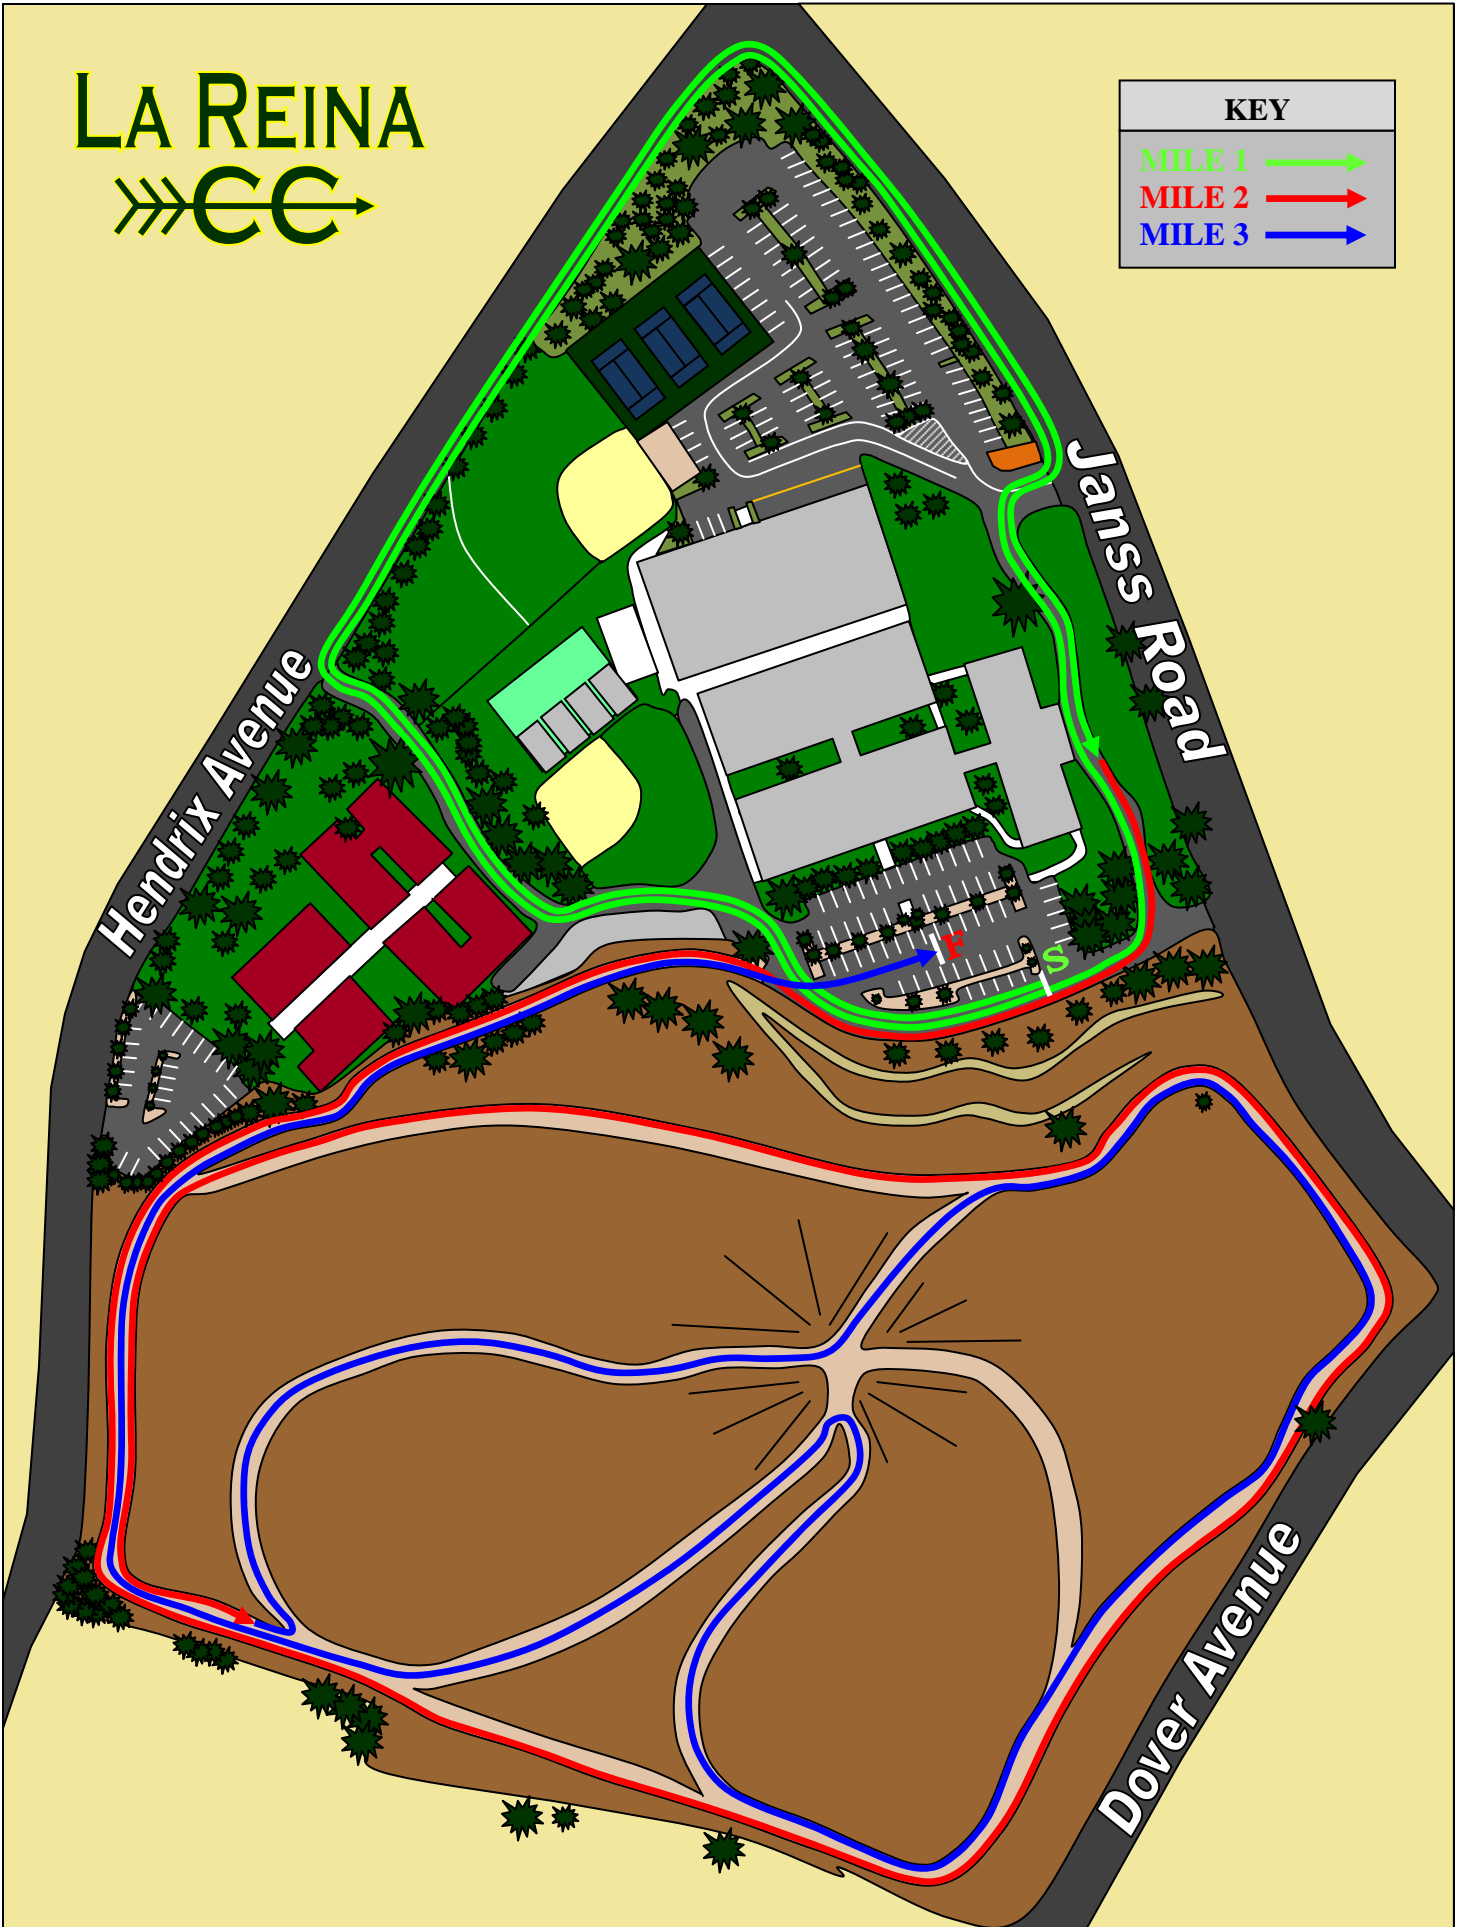 LA REINA
CC
KEY
MILE 1
MILE 2
MILE 3
Janss Road
Hendrix Avenue
F
S
Dover Avenue